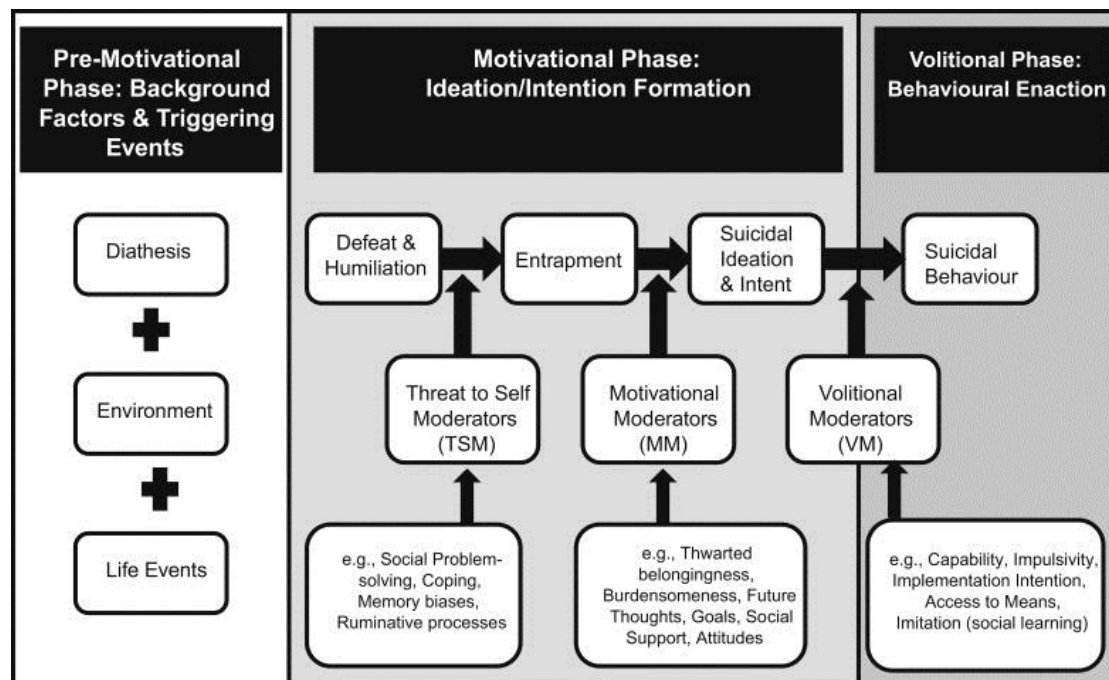 Pre-Motivational
Phase: Background
Factors & Triggering
Events
Motivational Phase:
Ideation/Intention Formation
Volitional Phase:
Behavioural Enaction
Diathesis
Environment
Life Events
Defeat &
Humiliation
Entrapment
Suicidal
Ideation
& Intent
Suicidal
Behaviour
Threat to Self
Moderators
(TSM)
Motivational
Moderators
(MM)
Volitional
Moderators
(VM)
e.g., Social Problem-
solving, Coping,
Memory biases,
Ruminative processes
e.g., Thwarted
belongingness,
Burdensomeness, Future
Thoughts, Goals, Social
Support, Attitudes
e.g., Capability, Impulsivity,
Implementation Intention,
Access to Means,
Imitation (social learning)